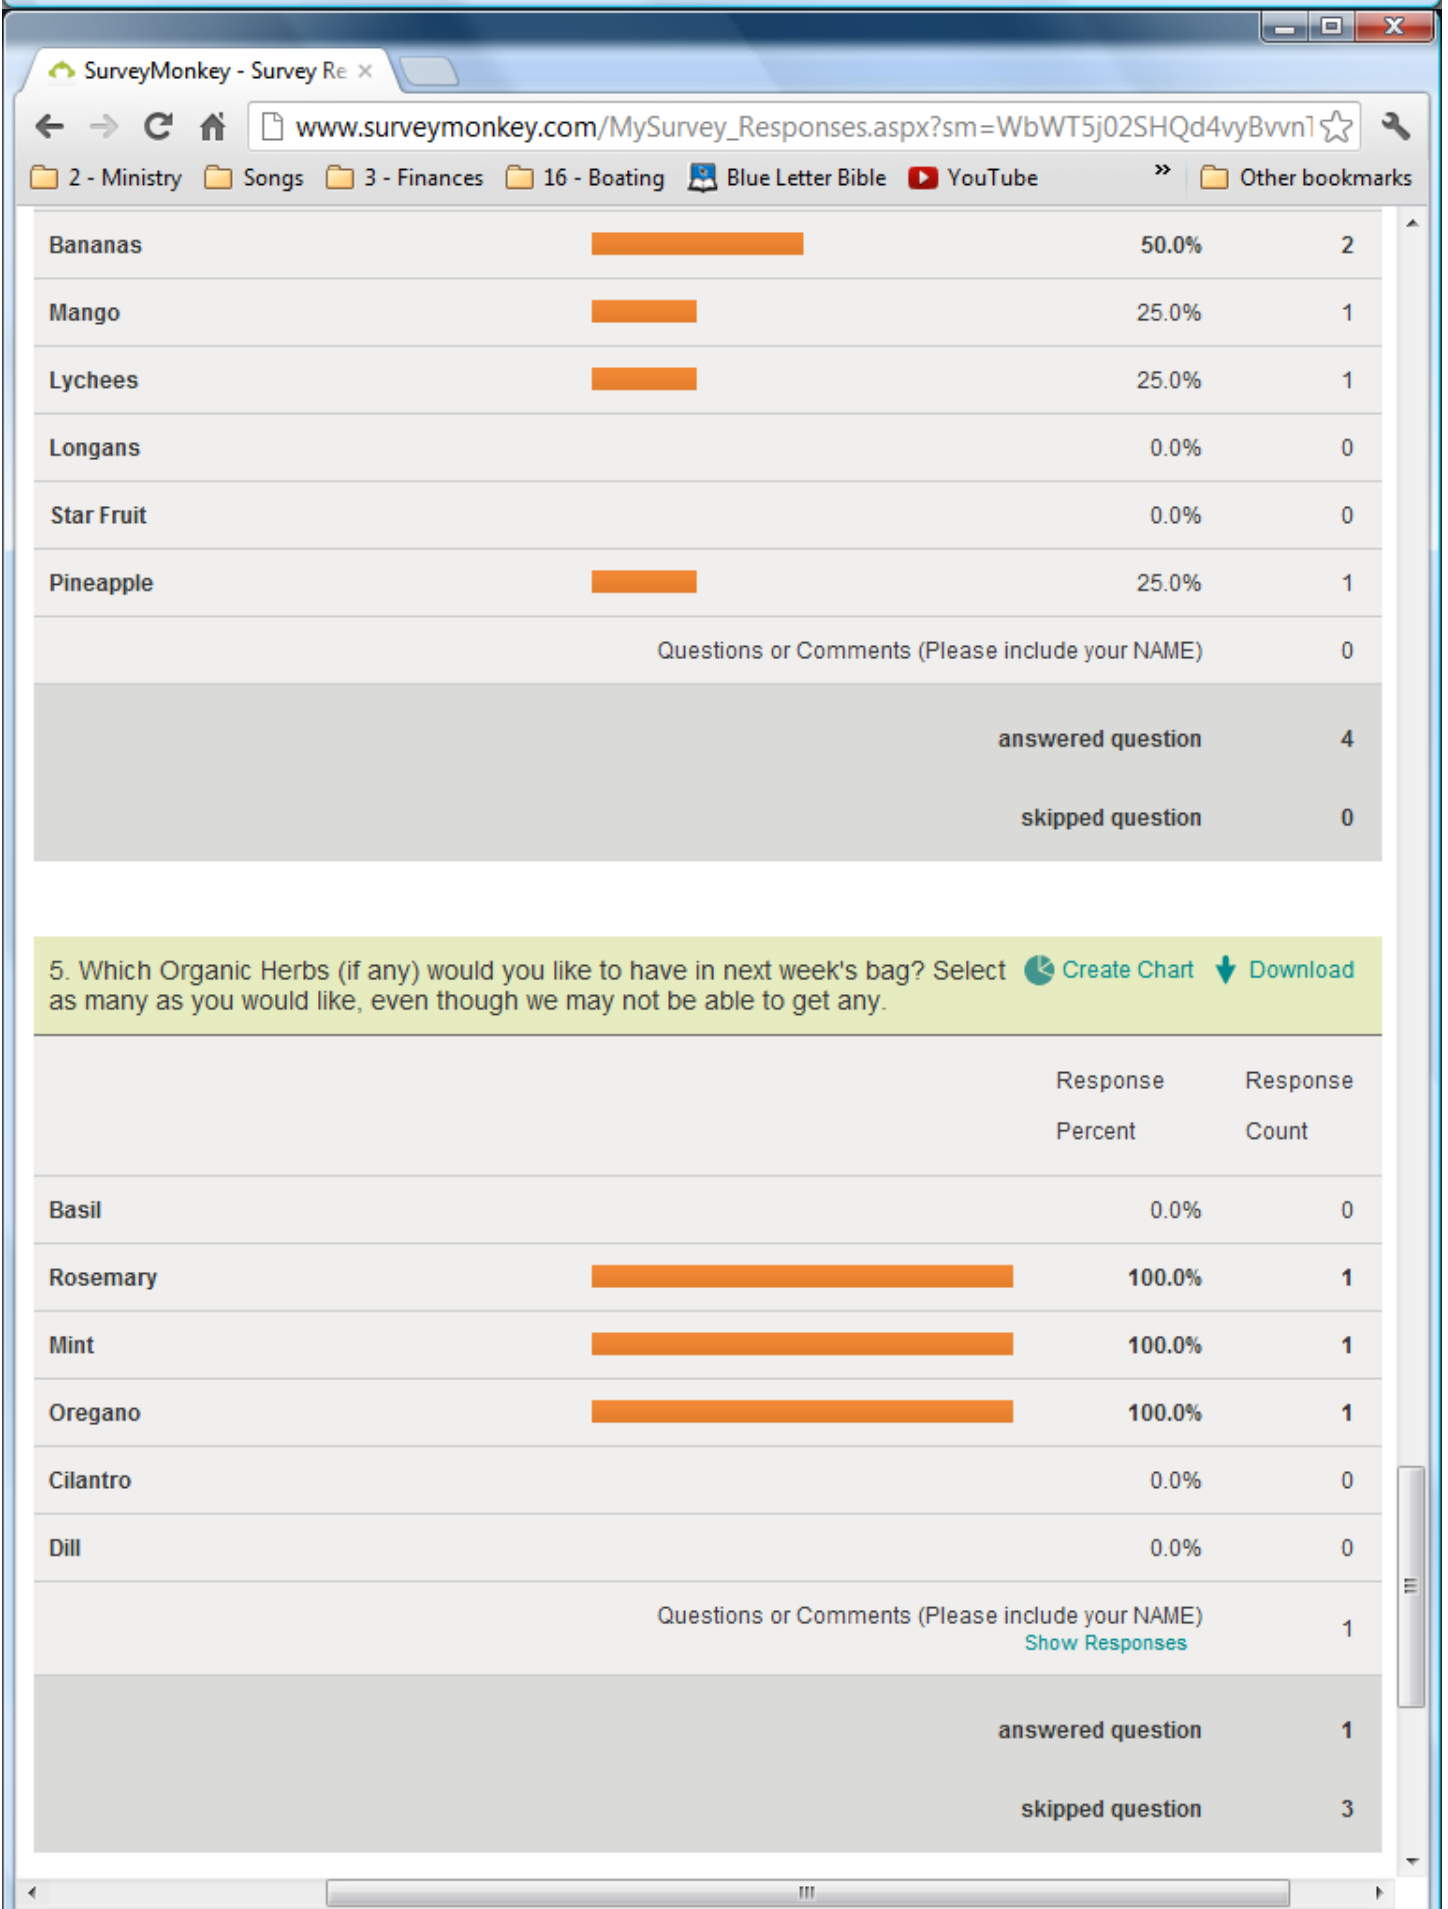 SurveyMonkey - Survey Re
www.surveymonkey.com/MySurvey_Responses.aspx?sm=WbWT5j02SHQd4vyBvvn
2 - Ministry Songs 3 - Finances 16 - Boating Blue Letter Bible YouTube » Other bookmarks
Bananas 50.0% 2
Mango 25.0% 1
Lychees 25.0% 1
Longans 0.0% 0
Star Fruit 0.0% 0
Pineapple 25.0% 1
Questions or Comments (Please include your NAME) 0
answered question 4
skipped question 0
5. Which Organic Herbs (if any) would you like to have in next week's bag? Select Create Chart Download
as many as you would like, even though we may not be able to get any.
Response Response
Percent Count
Basil 0.0% 0
Rosemary 100.0% 1
Mint 100.0% 1
Oregano 100.0% 1
Cilantro 0.0% 0
Dill 0.0% 0
Questions or Comments (Please include your NAME) 1
Show Responses
answered question 1
skipped question 3